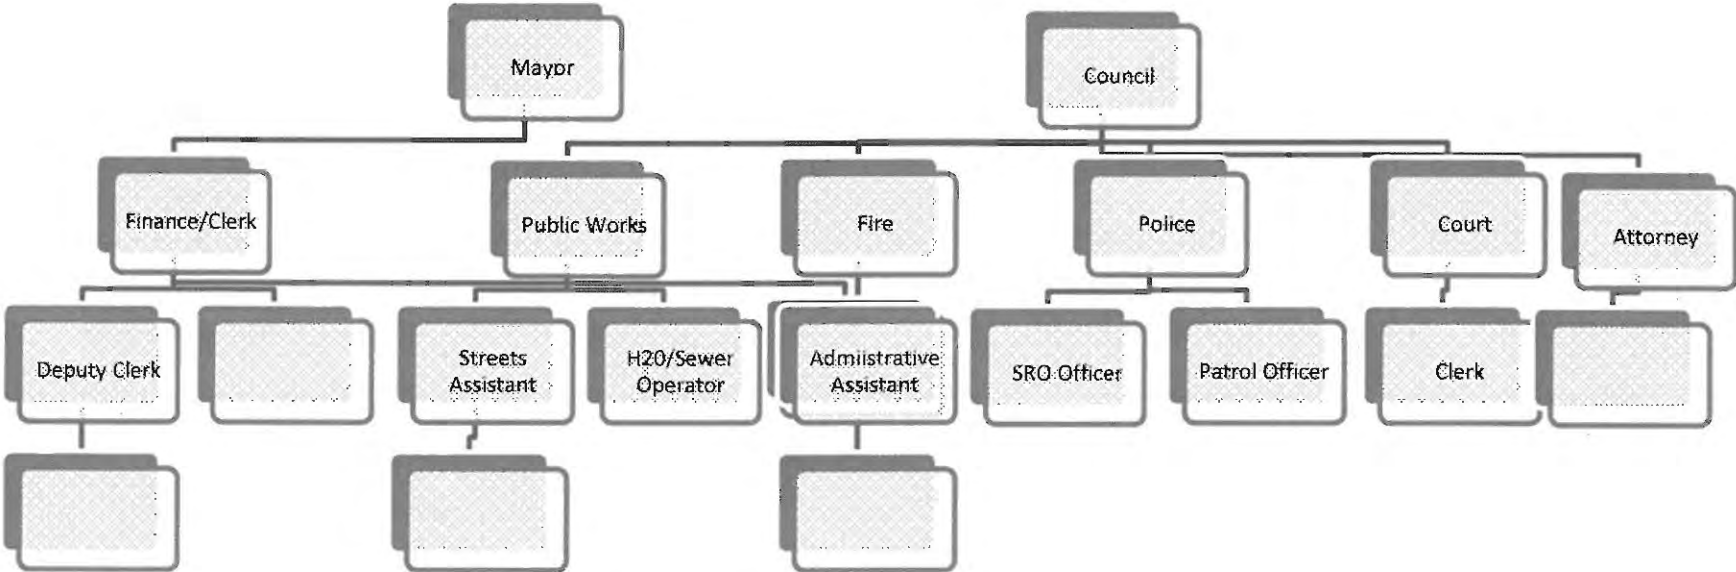 Mayor
Council
Finance/Clerk
Public Works
Fire
Police
Court
Attorney
Deputy Clerk
Streets
Assistant
H20/Sewer
Operator
Admiistrative
Assistant
SRO Officer
Patrol Officer
Clerk